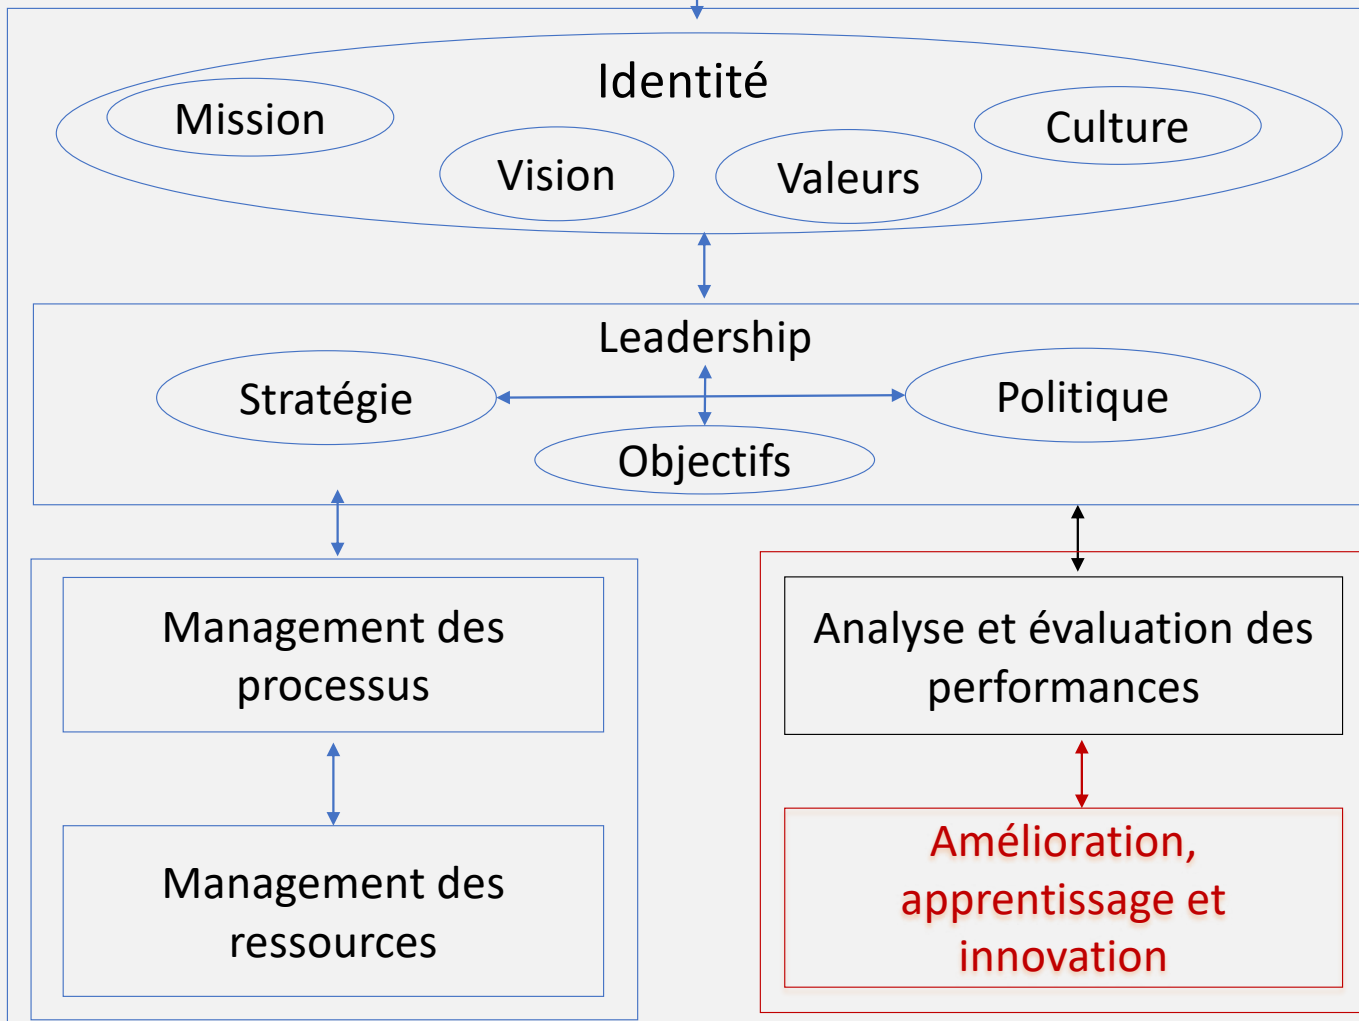 Identité
Mission
Vision
Valeurs
Culture
Leadership
Stratégie
Politique
Objectifs
Management des
processus
Management des
ressources
Analyse et évaluation des
performances
Amélioration,
apprentissage et
innovation